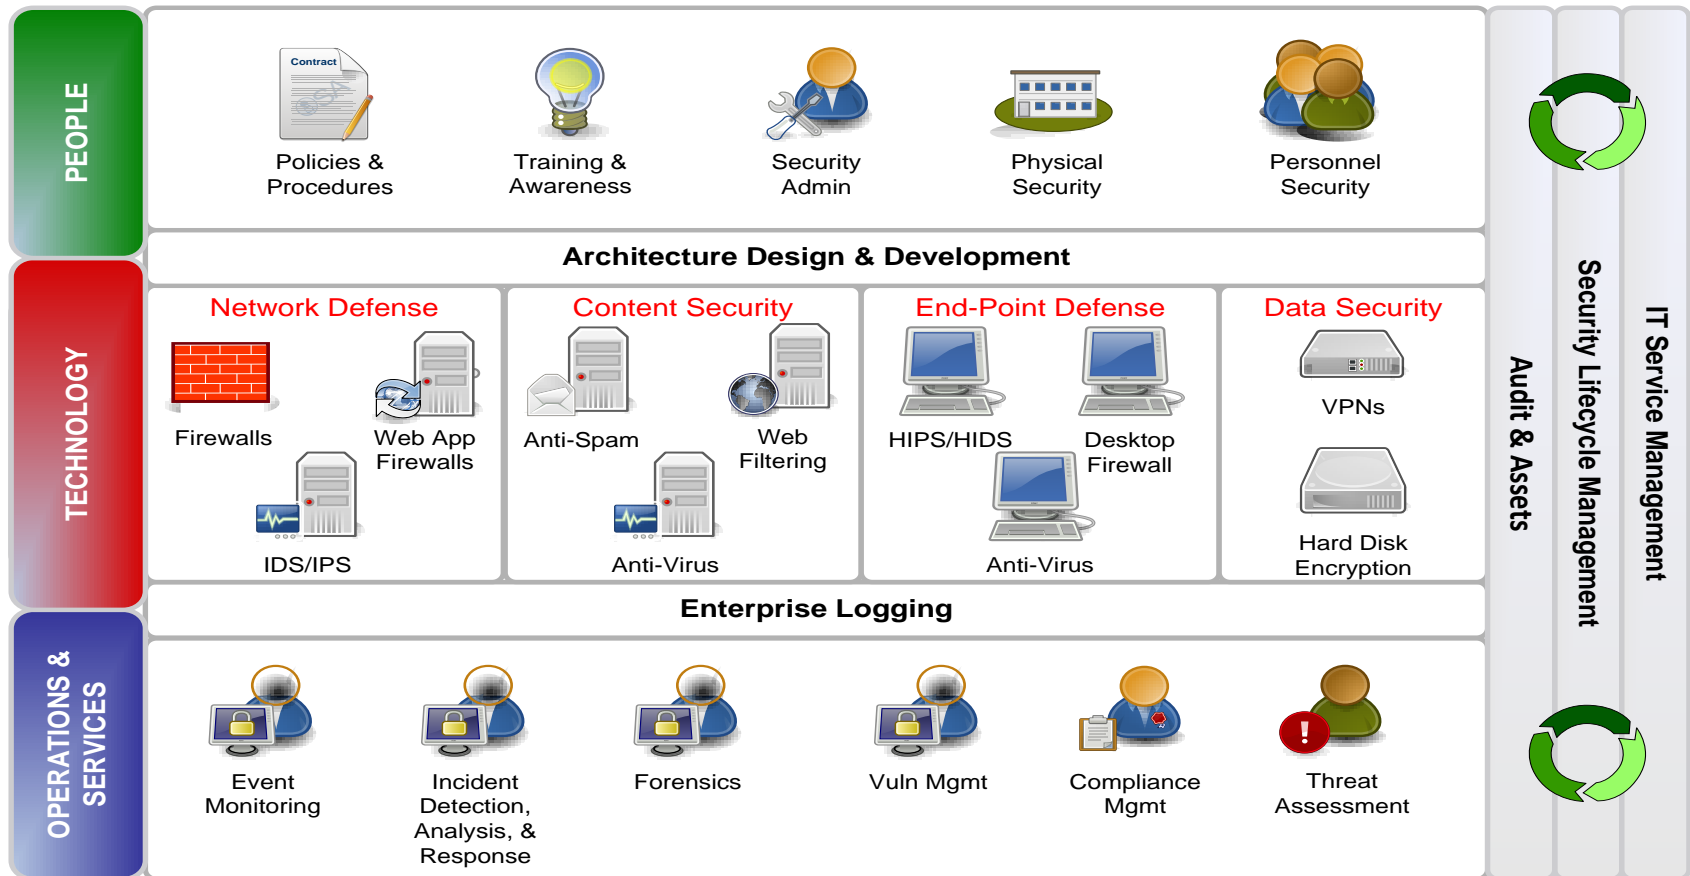 PEOPLE
Contract
©SA
Policies &
Procedures
Training &
Awareness
Security
Admin
Physical
Security
Personnel
Security
Architecture Design & Development
TECHNOLOGY
Network Defense
Firewalls
Web App
Firewalls
IDS/IPS
Content Security
Anti-Spam
Web
Filtering
Anti-Virus
End-Point Defense
HIPS/HIDS
Desktop
Firewall
Anti-Virus
Data Security
VPNs
Hard Disk
Encryption
Enterprise Logging
OPERATIONS &
SERVICES
Event
Monitoring
Incident
Detection,
Analysis, &
Response
Forensics
Vuln Mgmt
Compliance
Mgmt
Threat
Assessment
Audit & Assets
Security Lifecycle Management
IT Service Management